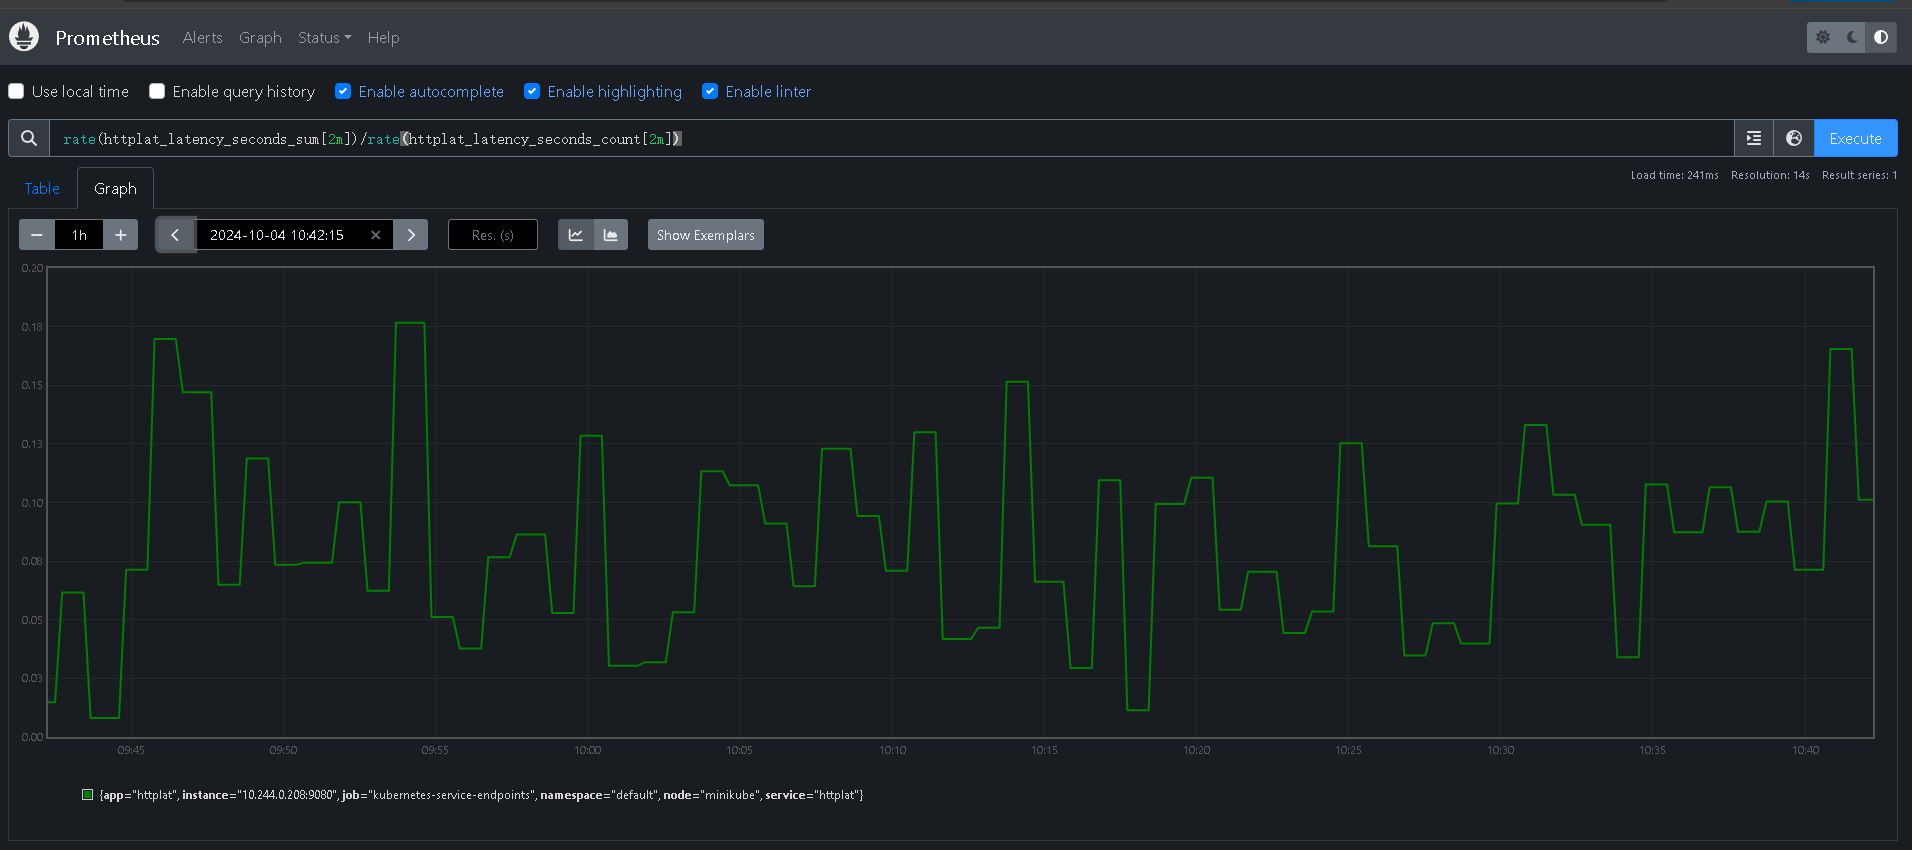 Prometheus Alerts Graph Status Help
Use local time Enable query history Enable autocomplete Enable highlighting Enable linter
rate(httplat_latency_seconds_sum[2m])/rate(httplat_latency_seconds_count[2m]) Execute
Table Graph Load time: 241ms Resolution: 14s Result series: 1
1h 2024-10-04 10:42:15 Res. (s) Show Exemplars
0.20
0.18
0.15
0.13
0.10
0.08
0.05
0.03
0.00
09:45 09:50 09:55 10:00 10:05 10:10 10:15 10:20 10:25 10:30 10:35 10:40
{app="httplat", instance="10.244.0.208:9080", job="kubernetes-service-endpoints", namespace="default", node="minikube", service="httplat"}